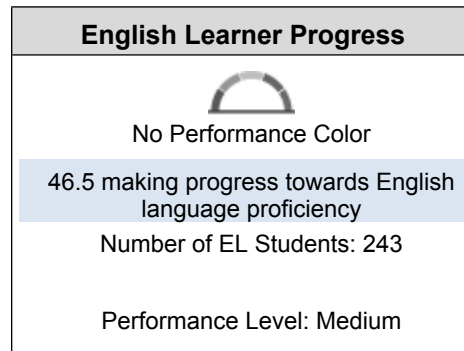 English Learner Progress
No Performance Color
46.5 making progress towards English
language proficiency
Number of EL Students: 243
Performance Level: Medium